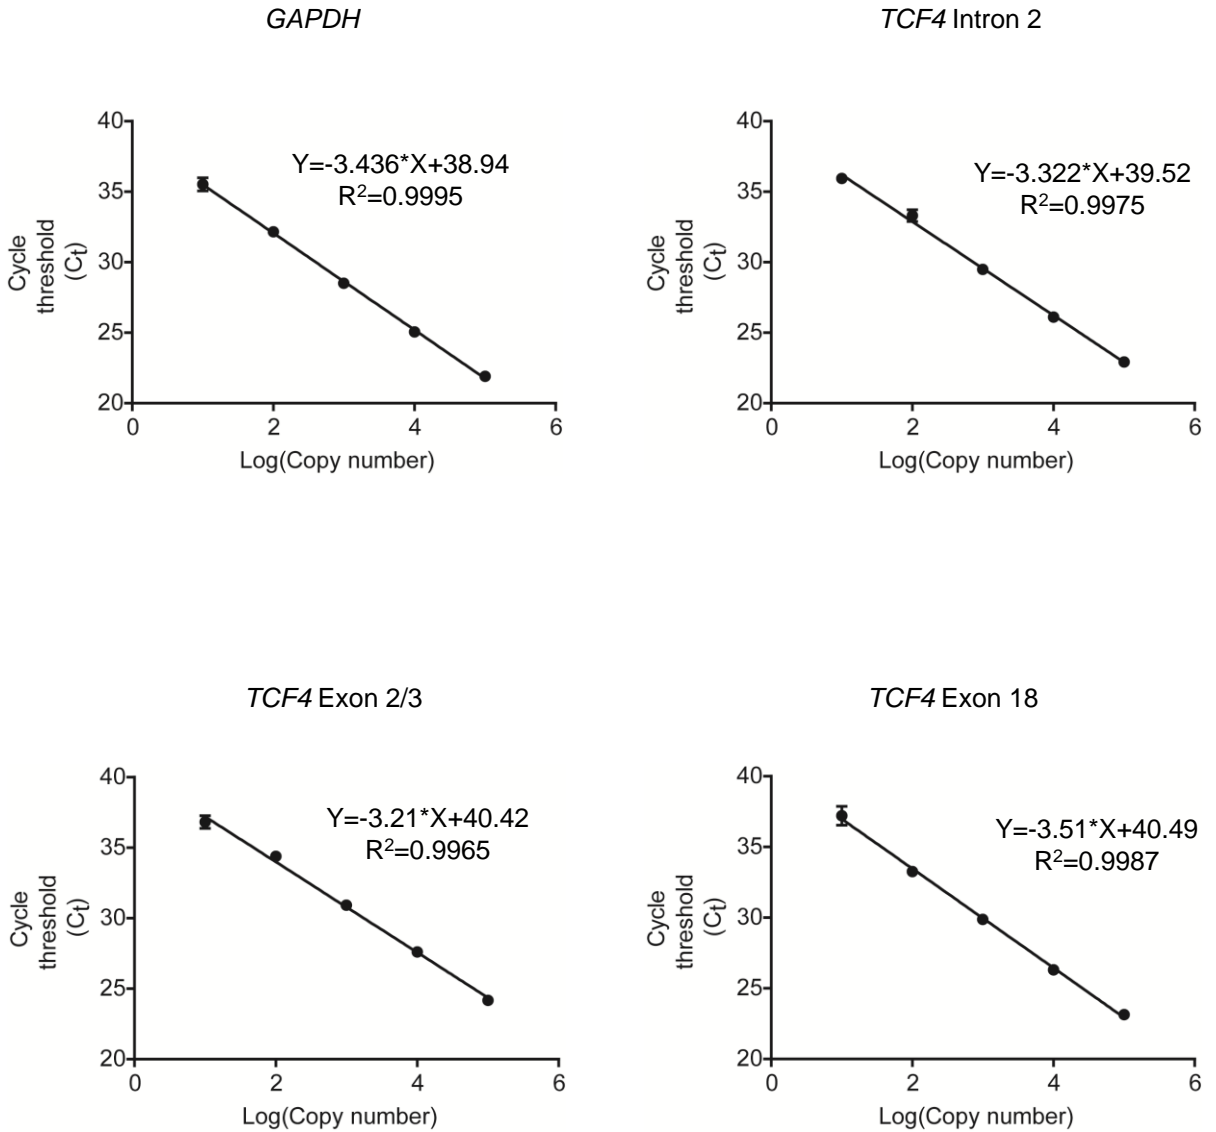 GAPDH
40
35
30
25
20
0
2
4
6
Cycle
threshold
(Ct)
Log(Copy number)
Y=-3.436*X+38.94
R²=0.9995
TCF4 Intron 2
40
35
30
25
20
0
2
4
6
Cycle
threshold
(Ct)
Log(Copy number)
Y=-3.322*X+39.52
R²=0.9975
TCF4 Exon 2/3
40
35
30
25
20
0
2
4
6
Cycle
threshold
(Ct)
Log(Copy number)
Y=-3.21*X+40.42
R²=0.9965
TCF4 Exon 18
40
35
30
25
20
0
2
4
6
Cycle
threshold
(Ct)
Log(Copy number)
Y=-3.51*X+40.49
R²=0.9987